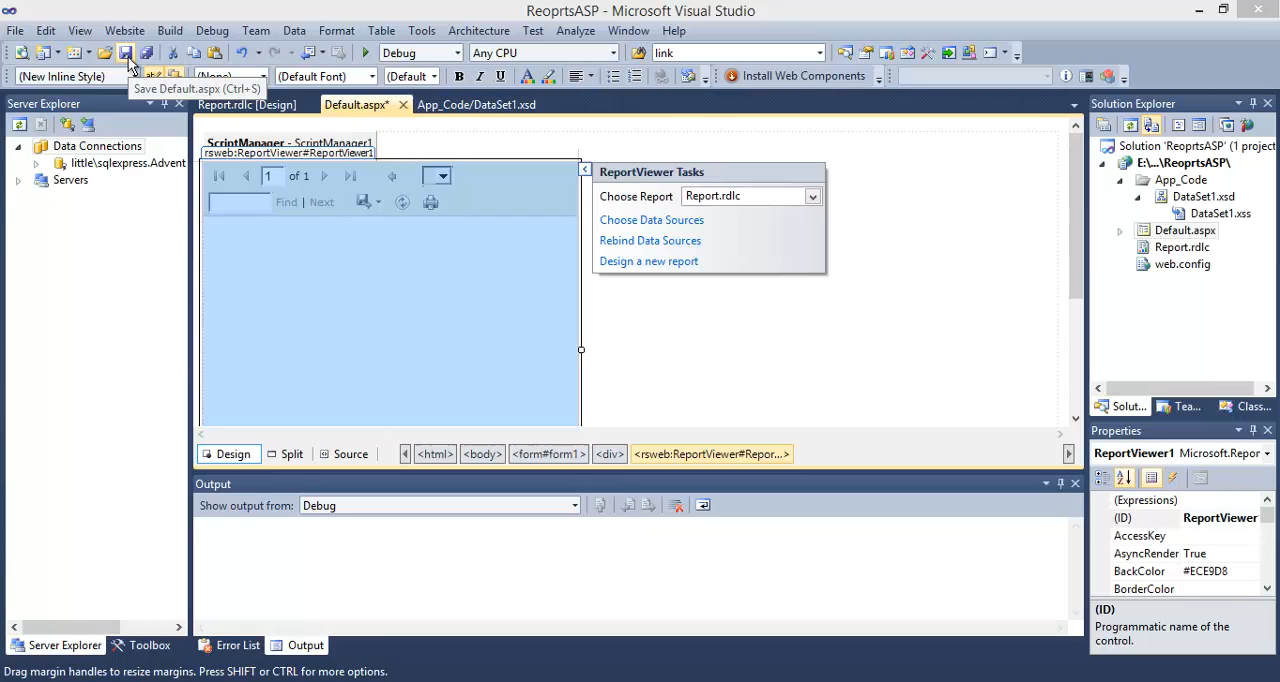 ReoprtsASP - Microsoft Visual Studio
File Edit View Website Build Debug Team Data Format Table Tools Architecture Test Analyze Window Help
Debug Any CPU link
(New Inline Style) (None) (Default Font) (Default B I U A Install Web Components
Save Default.aspx (Ctrl+S)
Server Explorer
Report.rdlc [Design] Default.aspx* App_Code/DataSet1.xsd
Solution Explorer
Data Connections
little\sqlexpress.Advent
Servers
ScriptManager - ScriptManager1
rsweb:ReportViewer#ReportViewer1
1 of 1
Find | Next
ReportViewer Tasks
Choose Report Report.rdlc
Choose Data Sources
Rebind Data Sources
Design a new report
Solution 'ReoprtsASP' (1 project
E:\...\ReoprtsASP\
App_Code
DataSet1.xsd
DataSet1.xss
Default.aspx
Report.rdlc
web.config
Solut... Tea... Class...
Design Split Source <html> <body> <form#form1> <div> <rsweb:ReportViewer#Repor...>
Properties
ReportViewer1 Microsoft.Repor
(Expressions)
(ID) ReportViewer
AccessKey
AsyncRender True
BackColor #ECE9D8
BorderColor
(ID)
Programmatic name of the
control.
Output
Show output from: Debug
Server Explorer Toolbox Error List Output
Drag margin handles to resize margins. Press SHIFT or CTRL for more options.